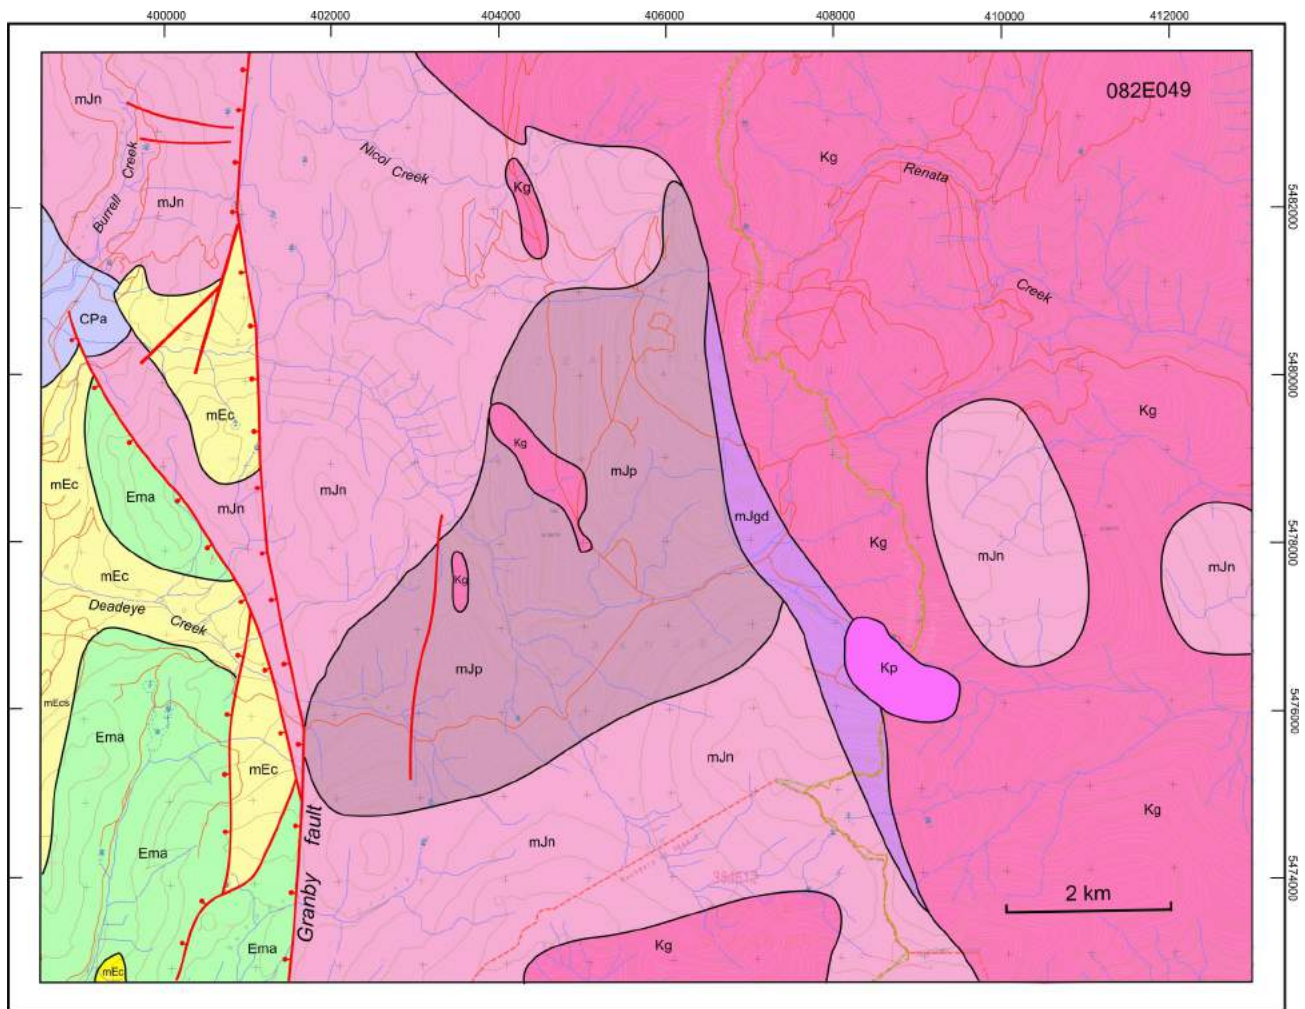 400000 402000 404000 406000 408000 410000 412000
082E049
mJn
Nicol
Creek
Burrell
Creek
Kg
Renata
Creek
Kg
mJn
5482000
CPa
5480000
mEc
Kg
Kg
mJp
mEc
Ema
mJn
mJn
mJgd
Kg
mJn
mJn
5478000
mEc
Kg
Deadeye
Creek
mJp
Kp
mEcs
5476000
Ema
mEc
mJn
Granby fault
Kg
Ema
mJn
2 km
5474000
Ema
Kg
mEc